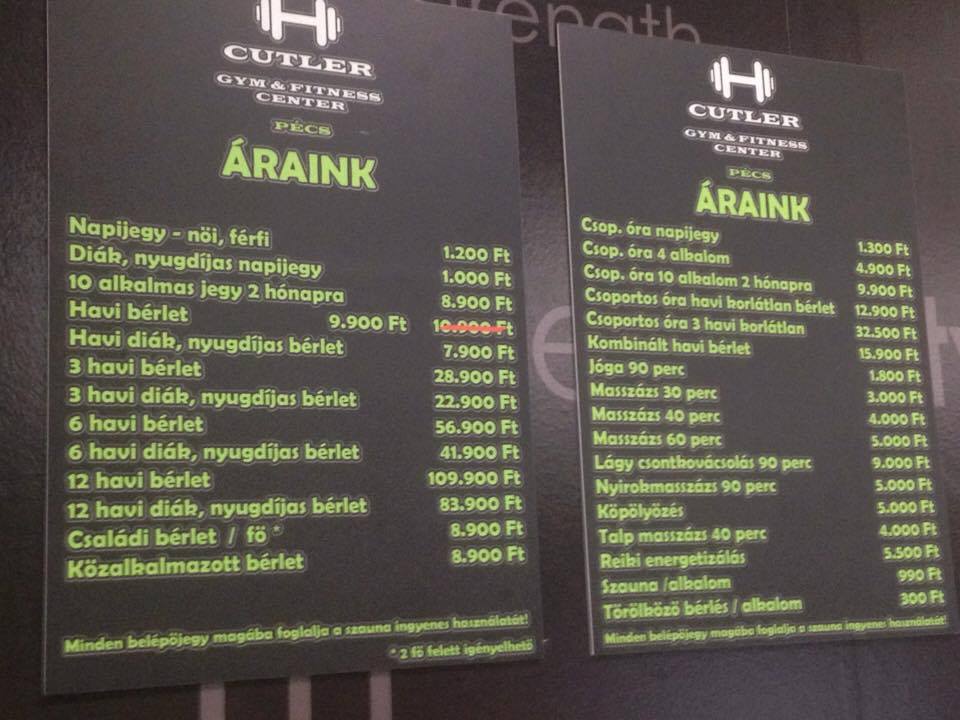 strength
H
CUTLER
GYM & FITNESS
CENTER
PÉCS
ÁRAINK
Napijegy - nöi, férfi 1.200 Ft
Diák, nyugdíjas napijegy 1.000 Ft
10 alkalmas jegy 2 hónapra 8.900 Ft
Havi bérlet 9.900 Ft 10.900 Ft
Havi diák, nyugdíjas bérlet 7.900 Ft
3 havi bérlet 28.900 Ft
3 havi diák, nyugdíjas bérlet 22.900 Ft
6 havi bérlet 56.900 Ft
6 havi diák, nyugdíjas bérlet 41.900 Ft
12 havi bérlet 109.900 Ft
12 havi diák, nyugdíjas bérlet 83.900 Ft
Családi bérlet / fö * 8.900 Ft
Közalkalmazott bérlet 8.900 Ft
Minden belépöjegy magába foglalja a szauna ingyenes használatát!
* 2 fö felett igényelhetö
H
CUTLER
GYM & FITNESS
CENTER
PÉCS
ÁRAINK
Csop. óra napijegy 1.300 Ft
Csop. óra 4 alkalom 4.900 Ft
Csop. óra 10 alkalom 2 hónapra 9.900 Ft
Csoportos óra havi korlátlan bérlet 12.900 Ft
Csoportos óra 3 havi korlátlan 32.500 Ft
Kombinált havi bérlet 15.900 Ft
Jóga 90 perc 1.800 Ft
Masszázs 30 perc 3.000 Ft
Masszázs 40 perc 4.000 Ft
Masszázs 60 perc 5.000 Ft
Lágy csontkovácsolás 90 perc 9.000 Ft
Nyirokmasszázs 90 perc 5.000 Ft
Köpölyözés 5.000 Ft
Talp masszázs 40 perc 4.000 Ft
Reiki energetizálás 5.500 Ft
Szauna /alkalom 990 Ft
Törölközö bérlés / alkalom 300 Ft
Minden belépöjegy magába foglalja a szauna ingyenes használatát!